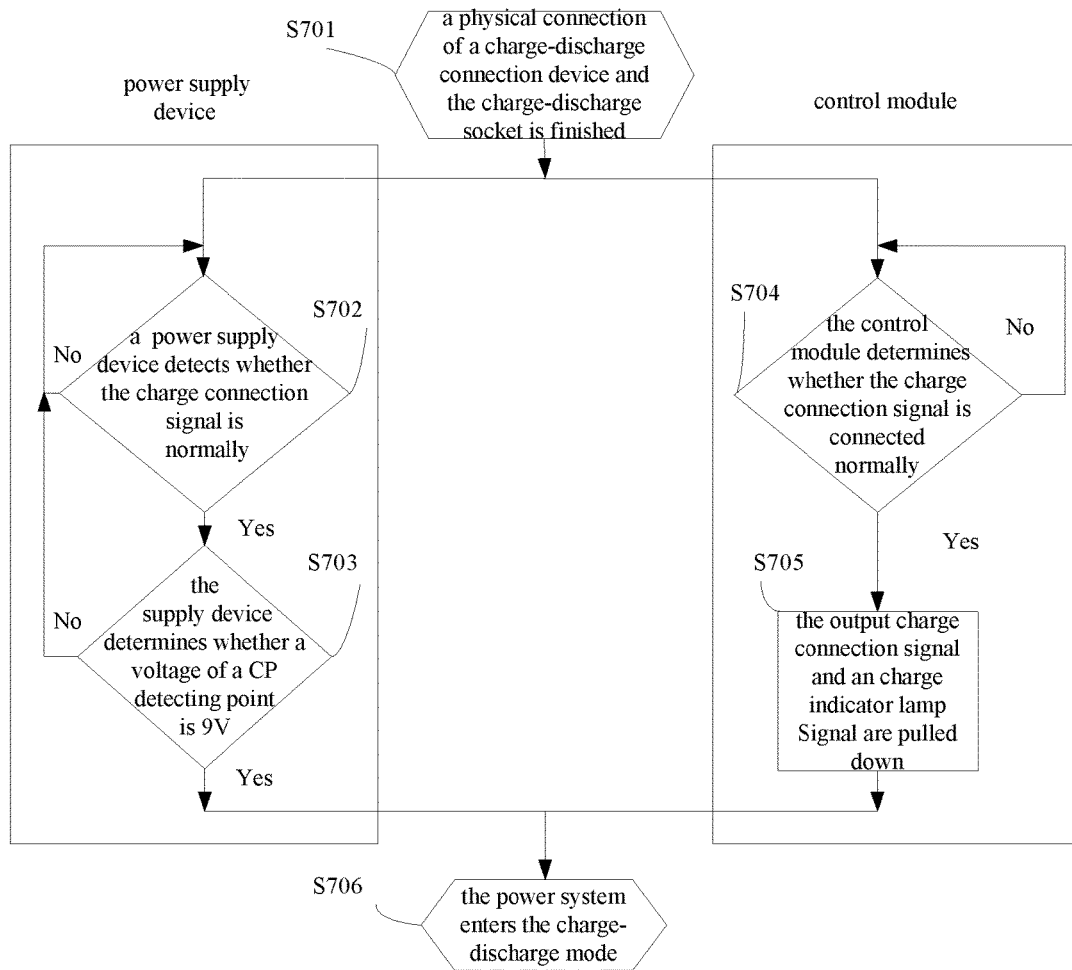 S701
a physical connection
of a charge-discharge
connection device and
the charge-discharge
socket is finished
power supply
device
control module
S702
a power supply
device detects whether
the charge connection
signal is
normally
No
Yes
S703
the
supply device
determines whether a
voltage of a CP
detecting point
is 9V
No
Yes
S704
the control
module determines
whether the charge
connection signal is
connected
normally
No
Yes
S705
the output charge
connection signal
and an charge
indicator lamp
Signal are pulled
down
S706
the power system
enters the charge-
discharge mode